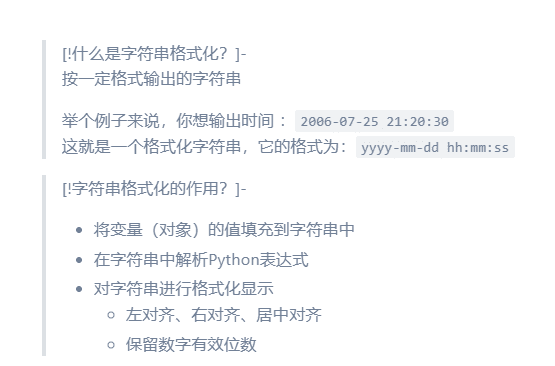 [!什么是字符串格式化？]-
按一定格式输出的字符串
举个例子来说，你想输出时间 ： 2006-07-25 21:20:30
这就是一个格式化字符串，它的格式为： yyyy-mm-dd hh:mm:ss
[!字符串格式化的作用？]-
将变量（对象）的值填充到字符串中
在字符串中解析Python表达式
对字符串进行格式化显示
左对齐、右对齐、居中对齐
保留数字有效位数